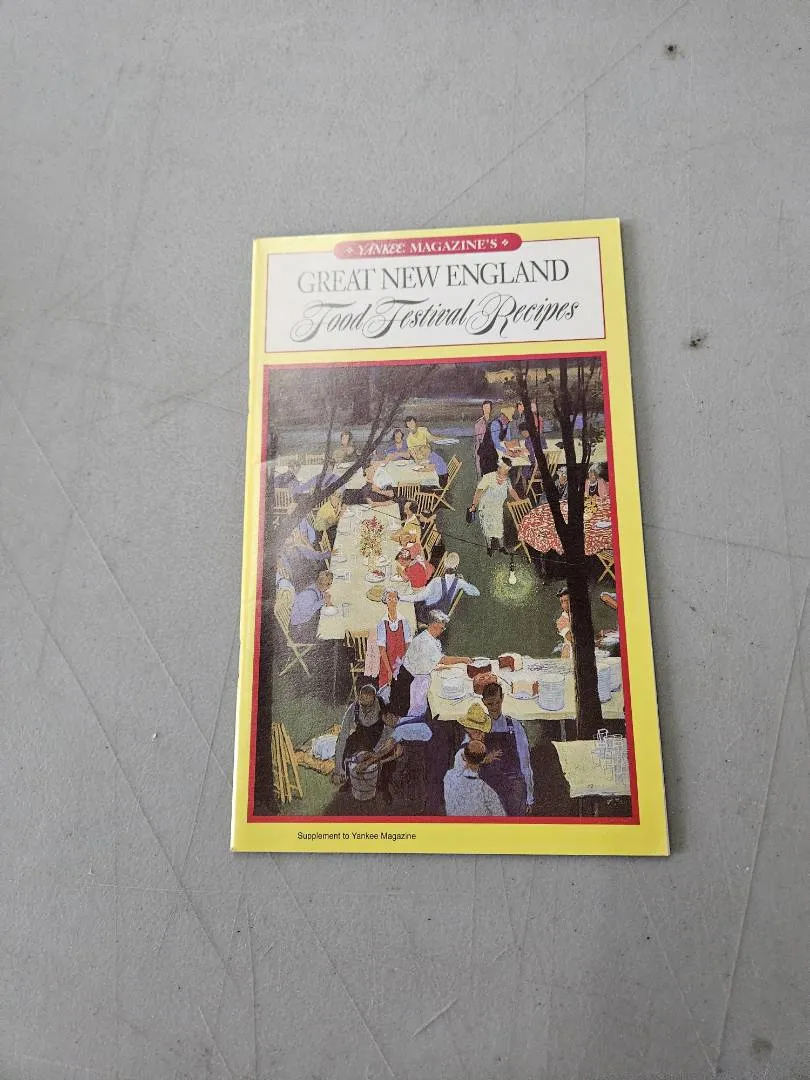 YANKEE MAGAZINE'S
GREAT NEW ENGLAND
Food Festival Recipes
Supplement to Yankee Magazine